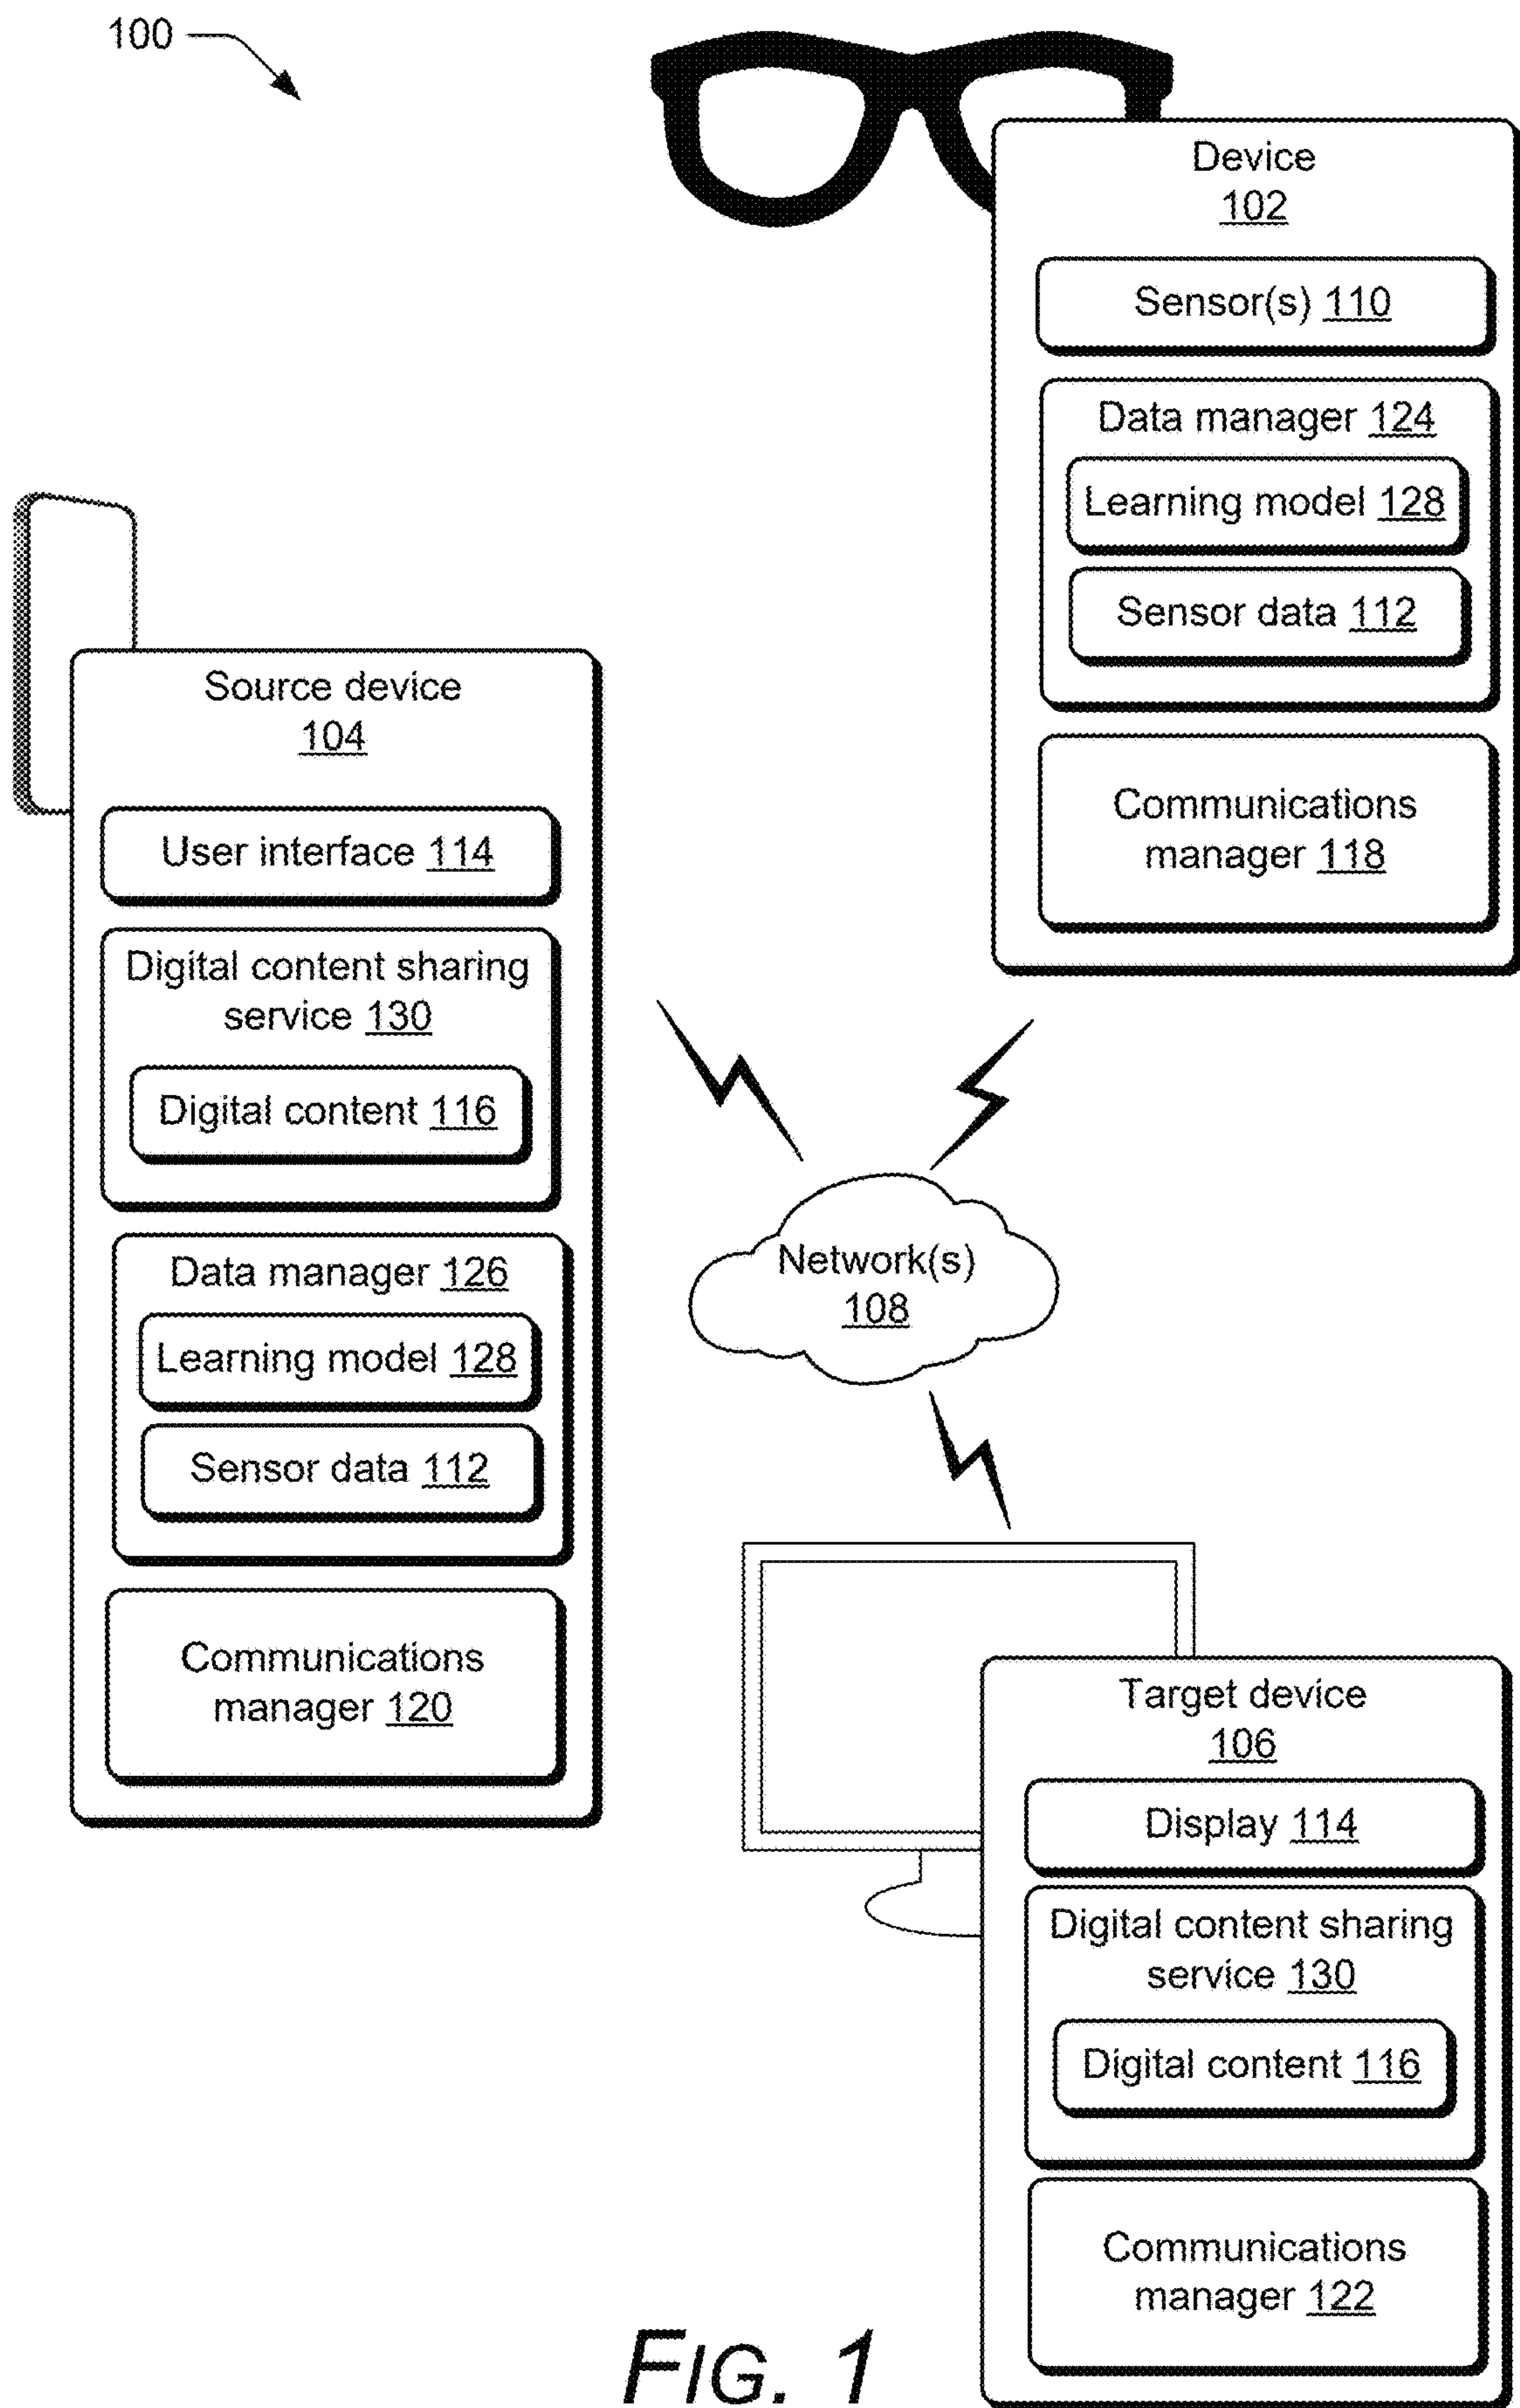 100
Device
102
Sensor(s) 110
Data manager 124
Learning model 128
Sensor data 112
Communications
manager 118
Source device
104
User interface 114
Digital content sharing
service 130
Digital content 116
Data manager 126
Learning model 128
Sensor data 112
Communications
manager 120
Network(s)
108
Target device
106
Display 114
Digital content sharing
service 130
Digital content 116
Communications
manager 122
FIG. 1